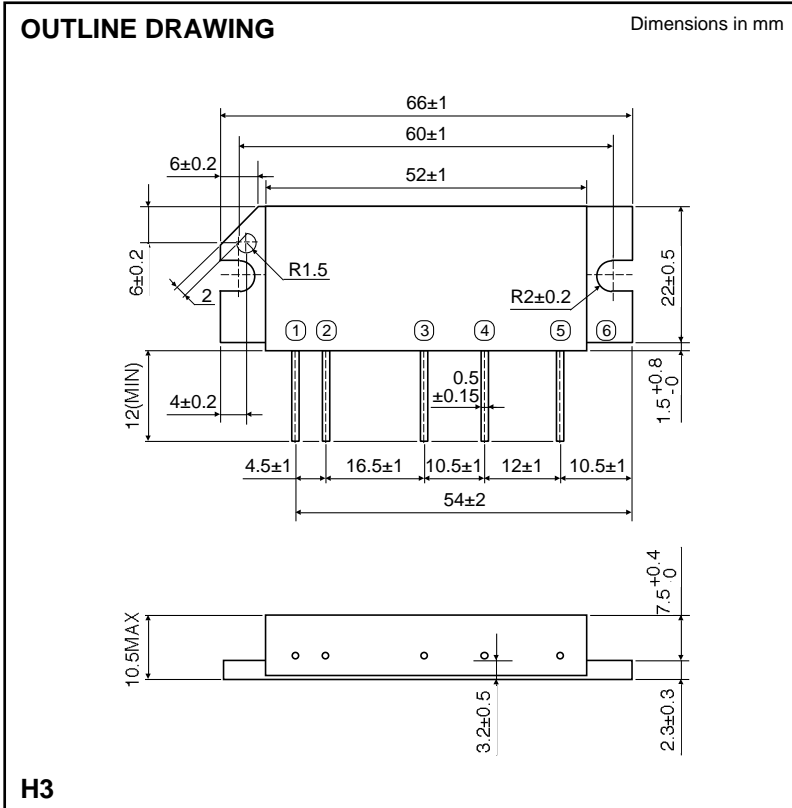 OUTLINE DRAWING
Dimensions in mm
66±1
60±1
6±0.2
52±1
6±0.2
2
R1.5
R2±0.2
22±0.5
1 2 3 4 5 6
12(MIN)
4±0.2
0.5
±0.15
1.5 +0.8
-0
4.5±1 16.5±1 10.5±1 12±1 10.5±1
54±2
10.5MAX
7.5 +0.4
0
3.2±0.5
2.3±0.3
H3